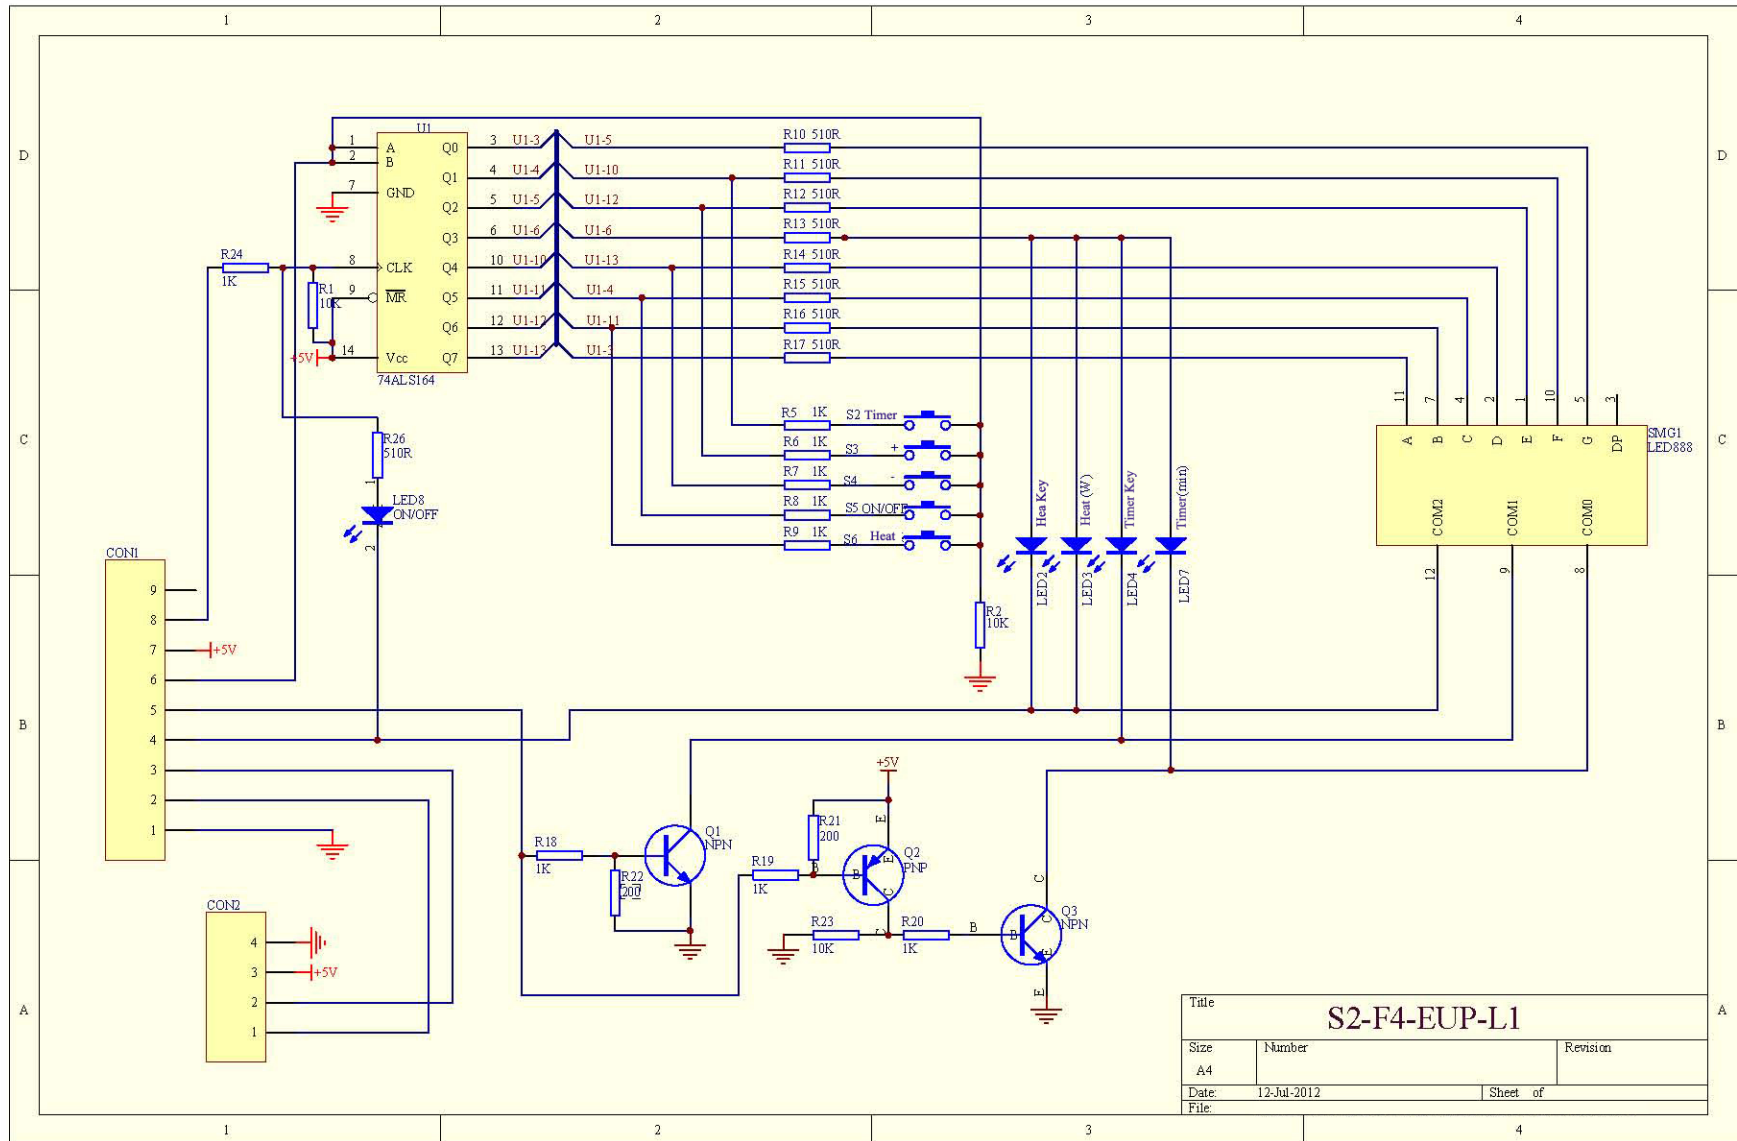 1 2 3 4
D
C
B
A
D
C
B
A
1 2 3 4
U1
1 A Q0 3 U1-3 U1-5
2 B
7 GND
Q1 4 U1-4 U1-10
Q2 5 U1-5 U1-12
Q3 6 U1-6 U1-6
8 CLK Q4 10 U1-10 U1-13
9 MR Q5 11 U1-11 U1-4
Q6 12 U1-12 U1-11
+5V 14 Vcc Q7 13 U1-13 U1-3
74ALS164
R24
1K
R1
10K
R10 510R
R11 510R
R12 510R
R13 510R
R14 510R
R15 510R
R16 510R
R17 510R
R5 1K S2 Timer
R6 1K S3 +
R7 1K S4 -
R8 1K S5 ON/OFF
R9 1K S6 Heat
R26
510R
1
LED8
ON/OFF
2
R2
10K
Hea Key
Heat (W)
Timer Key
Timer(min)
LED2
LED3
LED4
LED7
11 7 4 2 1 10 5 3
A B C D E F G DP
SMG1
LED888
COM2 COM1 COM0
12 9 8
CON1
9
8
7 +5V
6
5
4
3
2
1
CON2
4
3 +5V
2
1
R18
1K
R22
200
Q1
NPN
R19
1K
+5V
R21
200
E
E
B
B
C
C
Q2
PNP
R23
10K
R20
1K
B
B
C
C
E
E
Q3
NPN
Title
S2-F4-EUP-L1
Size Number Revision
A4
Date: 12-Jul-2012 Sheet of
File: